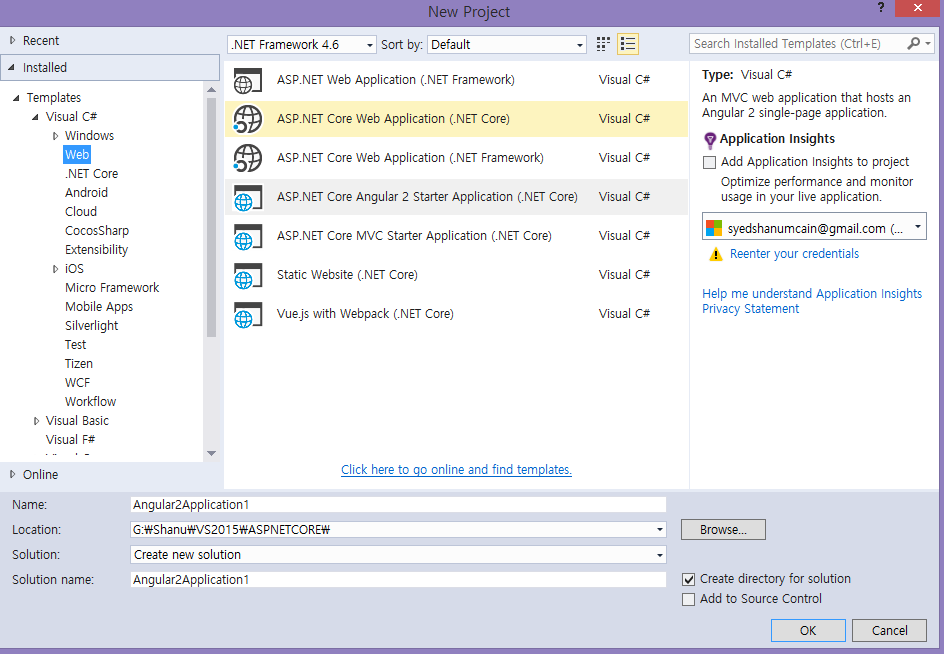 New Project
?
Recent
Installed
Templates
Visual C#
Windows
Web
.NET Core
Android
Cloud
CocosSharp
Extensibility
iOS
Micro Framework
Mobile Apps
Silverlight
Test
Tizen
WCF
Workflow
Visual Basic
Visual F#
Online
.NET Framework 4.6
Sort by: Default
ASP.NET Web Application (.NET Framework) Visual C#
ASP.NET Core Web Application (.NET Core) Visual C#
ASP.NET Core Web Application (.NET Framework) Visual C#
ASP.NET Core Angular 2 Starter Application (.NET Core) Visual C#
ASP.NET Core MVC Starter Application (.NET Core) Visual C#
Static Website (.NET Core) Visual C#
Vue.js with Webpack (.NET Core) Visual C#
Click here to go online and find templates.
Search Installed Templates (Ctrl+E)
Type: Visual C#
An MVC web application that hosts an
Angular 2 single-page application.
Application Insights
Add Application Insights to project
Optimize performance and monitor
usage in your live application.
syedshanumcain@gmail.com (...
Reenter your credentials
Help me understand Application Insights
Privacy Statement
Name: Angular2Application1
Location: G:₩Shanu₩VS2015₩ASPNETCORE₩
Browse...
Solution: Create new solution
Solution name: Angular2Application1
Create directory for solution
Add to Source Control
OK
Cancel